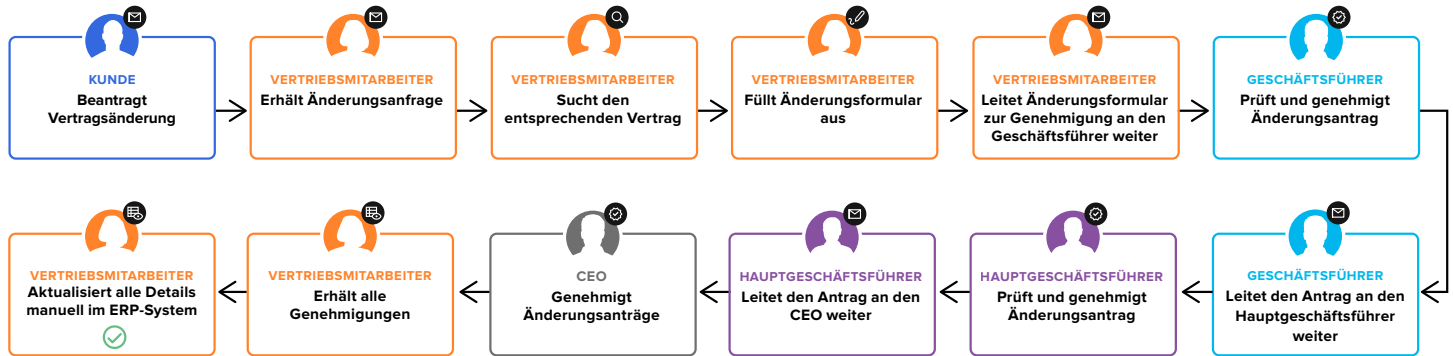 KUNDE
Beantragt
Vertragsänderung
VERTRIEBSMITARBEITER
Erhält Änderungsanfrage
VERTRIEBSMITARBEITER
Sucht den
entsprechenden Vertrag
VERTRIEBSMITARBEITER
Füllt Änderungsformular
aus
VERTRIEBSMITARBEITER
Leitet Änderungsformular
zur Genehmigung an den
Geschäftsführer weiter
GESCHÄFTSFÜHRER
Prüft und genehmigt
Änderungsantrag
GESCHÄFTSFÜHRER
Leitet den Antrag an den
Hauptgeschäftsführer
weiter
HAUPTGESCHÄFTSFÜHRER
Prüft und genehmigt
Änderungsantrag
HAUPTGESCHÄFTSFÜHRER
Leitet den Antrag an den
CEO weiter
CEO
Genehmigt
Änderungsanträge
VERTRIEBSMITARBEITER
Erhält alle
Genehmigungen
VERTRIEBSMITARBEITER
Aktualisiert alle Details
manuell im ERP-System